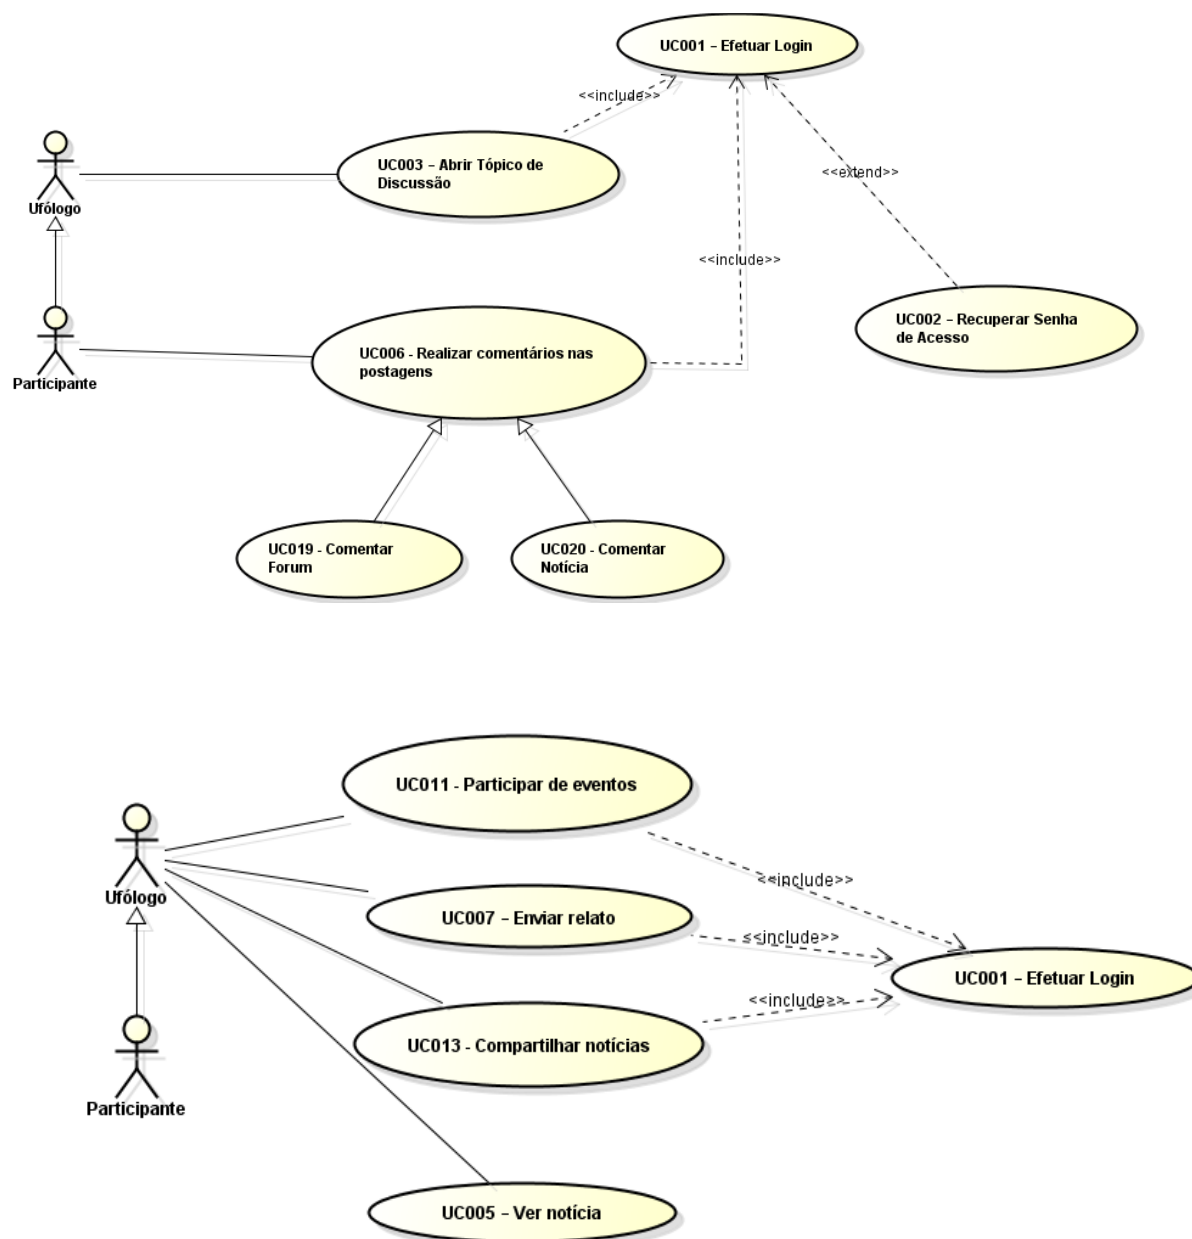 UC001 – Efetuar Login
<<include>>
UC003 – Abrir Tópico de
Discussão
<<extend>>
Ufólogo
<<include>>
UC002 – Recuperar Senha
de Acesso
UC006 - Realizar comentários nas
postagens
Participante
UC019 - Comentar
Forum
UC020 - Comentar
Notícia
UC011 - Participar de eventos
<<include>>
Ufólogo
UC007 – Enviar relato
<<include>>
UC001 – Efetuar Login
<<include>>
UC013 - Compartilhar notícias
Participante
UC005 – Ver notícia